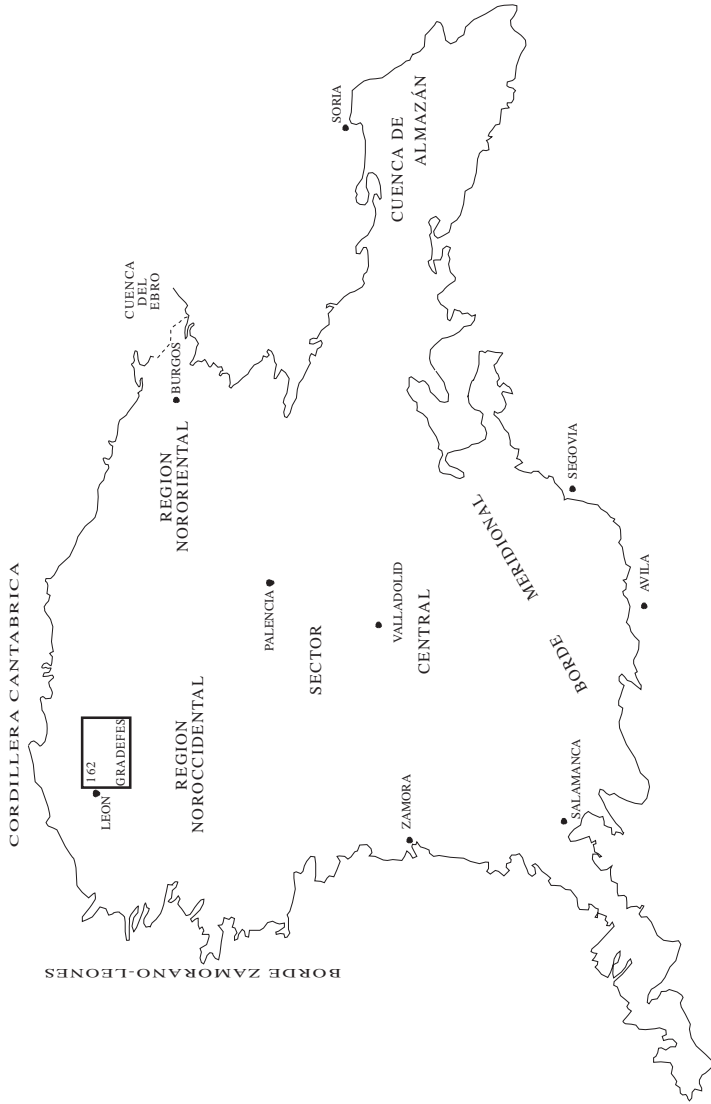 CORDILLERA CANTABRICA
162
GRADEFES
LEON
REGION
NOROCCIDENTAL
REGION
NORORIENTAL
BURGOS
CUENCA
DEL
EBRO
SORIA
CUENCA DE
ALMAZÁN
PALENCIA
SECTOR
CENTRAL
VALLADOLID
ZAMORA
BORDE ZAMORANO-LEONES
BORDE
MERIDIONAL
SALAMANCA
AVILA
SEGOVIA